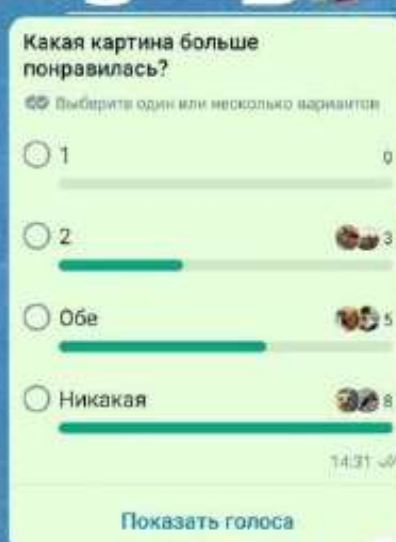 Какая картина больше
понравилась?
Выберите один или несколько вариантов
1
0
2
3
Обе
5
Никакая
8
14:31
Показать голоса